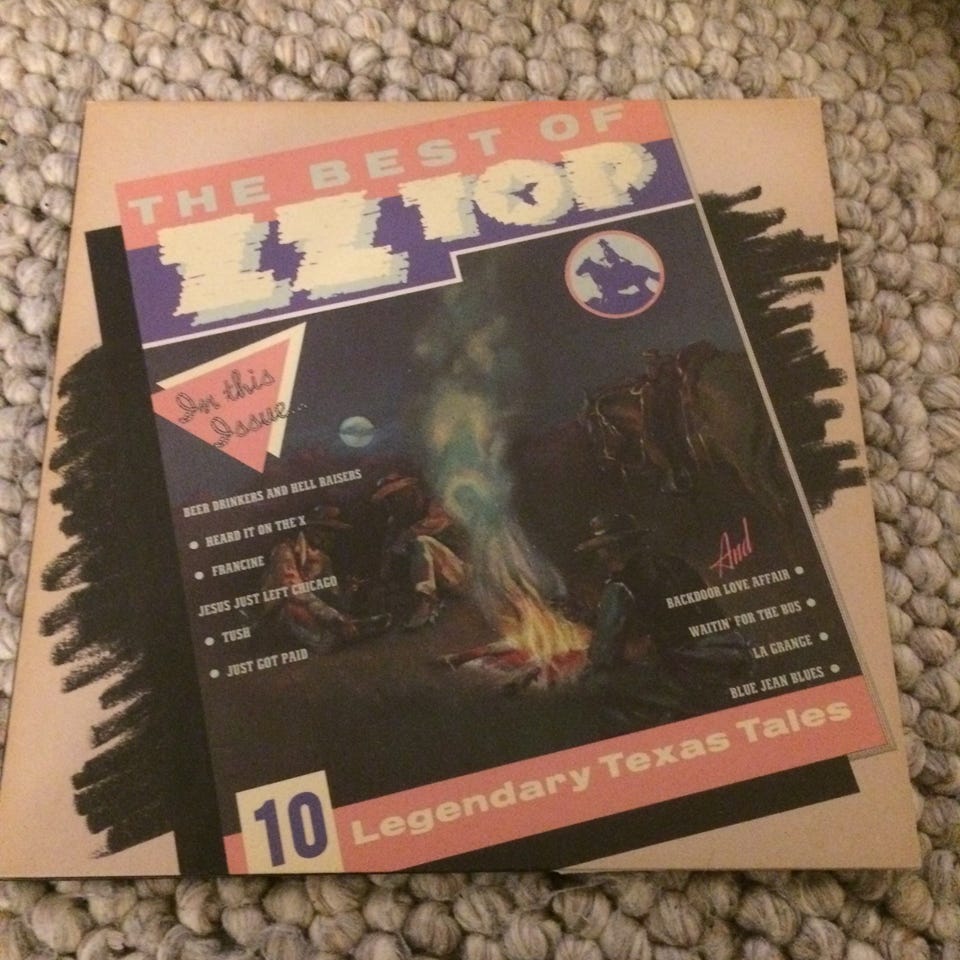 THE BEST OF
ZZ TOP
In this
Issue...
BEER DRINKERS AND HELL RAISERS
● HEARD IT ON THE X
● FRANCINE
JESUS JUST LEFT CHICAGO
● TUSH
● JUST GOT PAID
And
BACKDOOR LOVE AFFAIR ●
WAITIN' FOR THE BUS ●
LA GRANGE ●
BLUE JEAN BLUES ●
10 Legendary Texas Tales